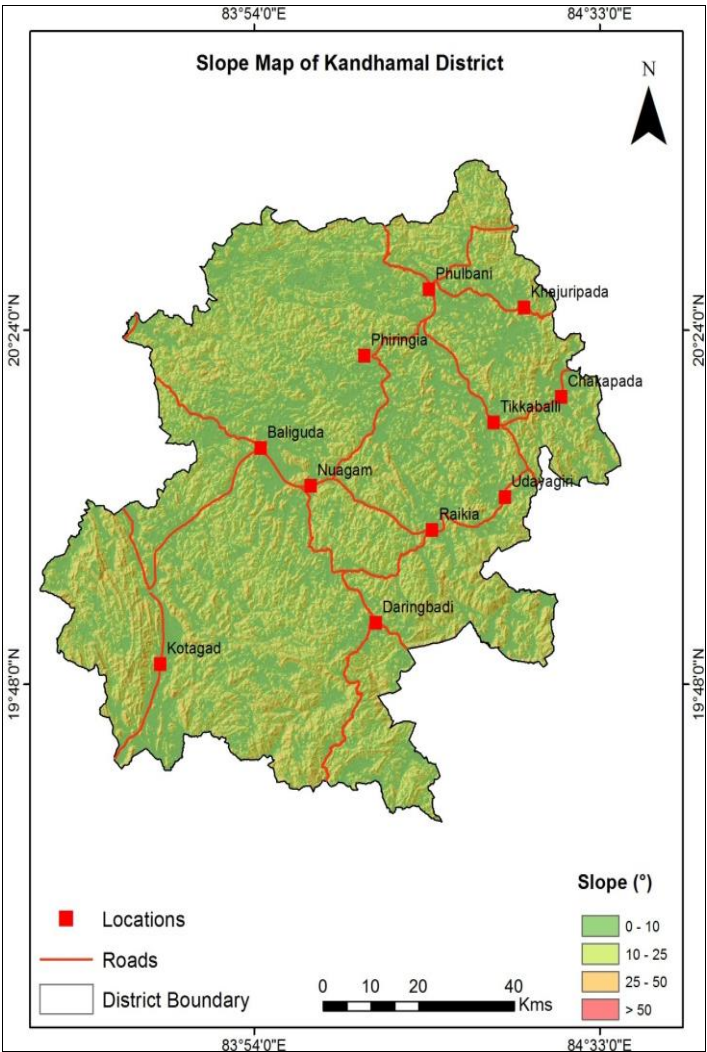 83°54'0"E 84°33'0"E
Slope Map of Kandhamal District
N
Phulbani
Khajuripada
20°24'0"N 20°24'0"N
Phiringia
Chakapada
Tikkaballi
Baliguda
Nuagam
Udayagiri
Raikia
Daringbadi
Kotagad
19°48'0"N 19°48'0"N
Slope (°)
Locations
0 - 10
10 - 25
Roads
25 - 50
0 10 20 40
Kms
District Boundary
> 50
83°54'0"E 84°33'0"E